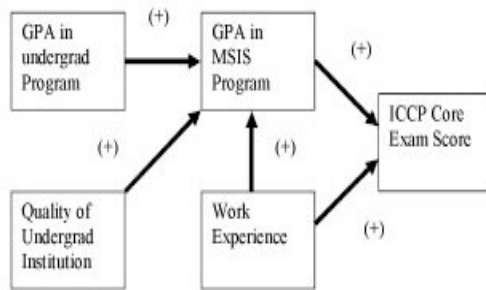 (+)
GPA in
undergrad
Program
GPA in
MSIS
Program
(+)
ICCP Core
Exam Score
(+)
(+)
Quality of
Undergrad
Institution
Work
Experience
(+)